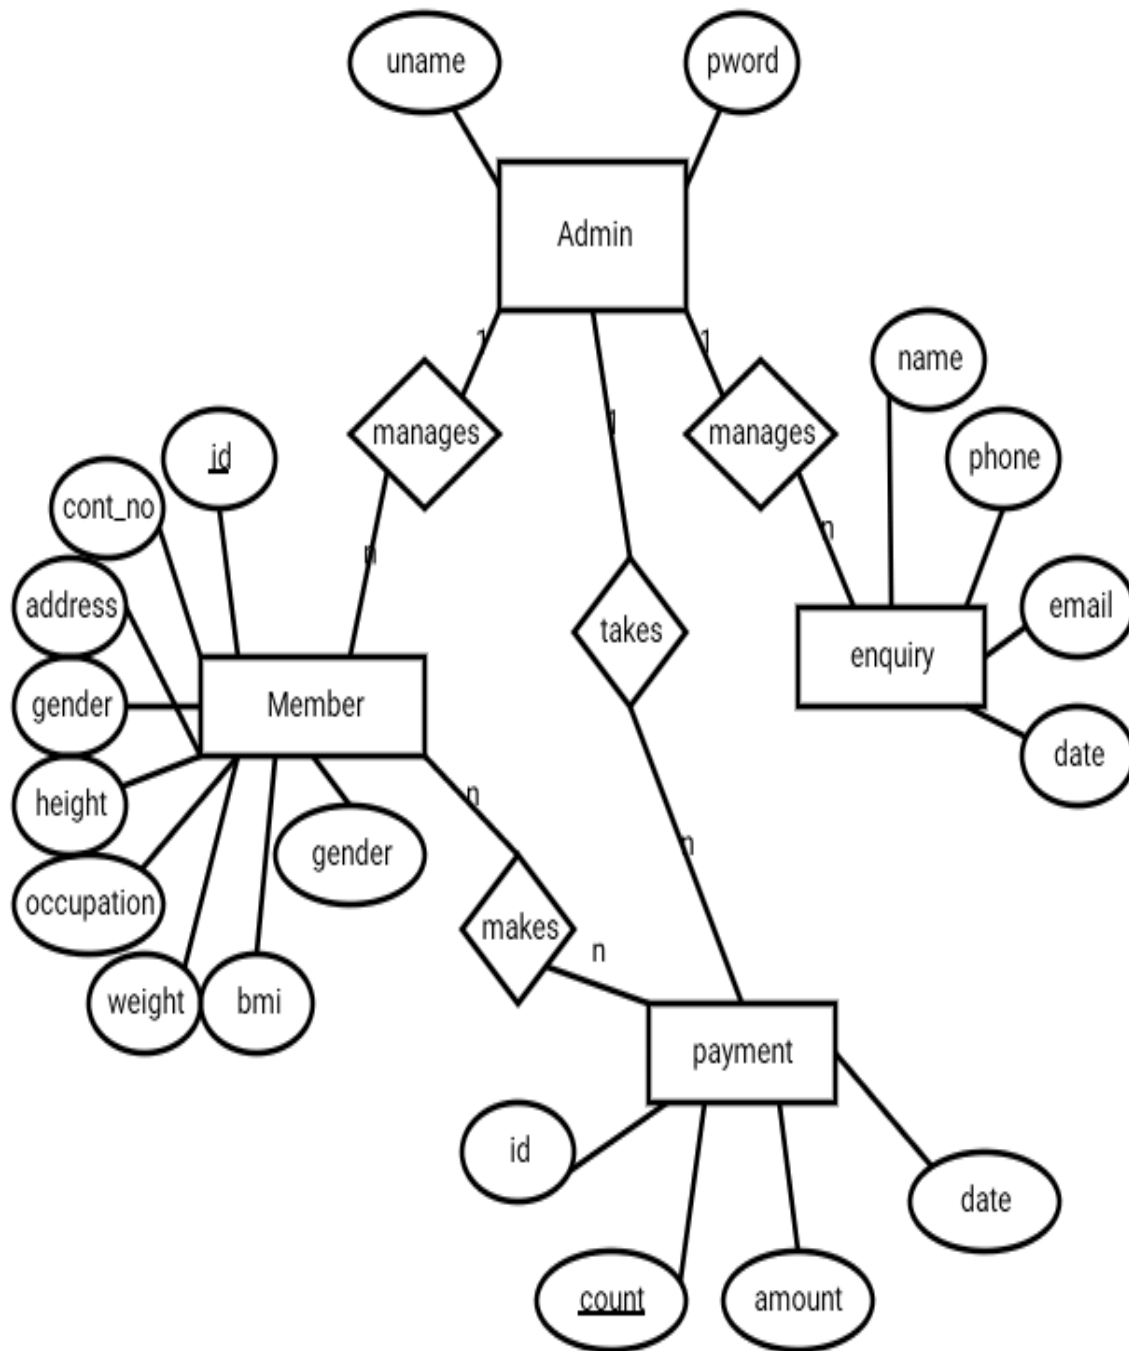 uname
pword
Admin
1
1
name
manages
manages
1
id
phone
cont_no
n
n
address
email
takes
enquiry
gender
Member
date
height
n
gender
n
occupation
makes
n
weight
bmi
payment
id
date
count
amount